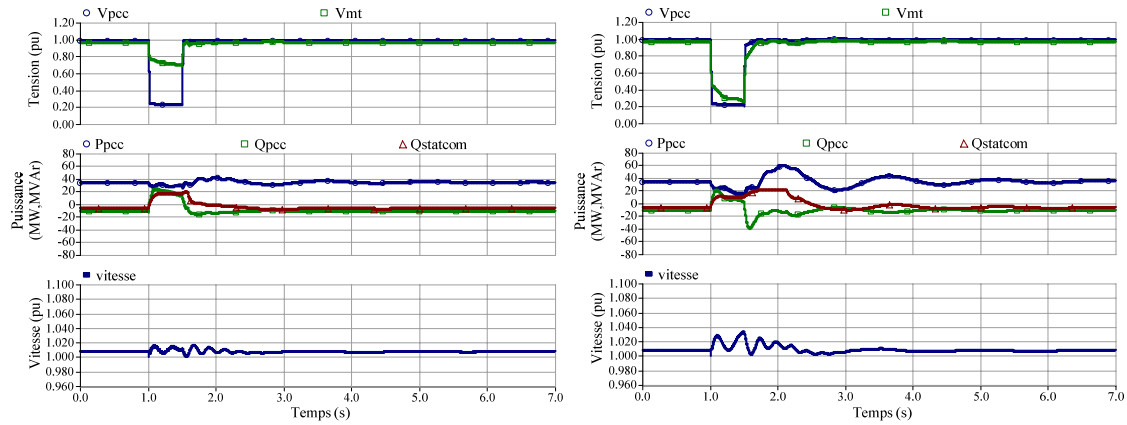 Vpcc Vmt
Tension (pu)
1.20
1.00
0.80
0.60
0.40
0.20
0.00
Ppcc Qpcc Qstatcom
Puissance
(MW,MVAr)
80
60
40
20
0
-20
-40
-60
-80
vitesse
Vitesse (pu)
1.100
1.080
1.060
1.040
1.020
1.000
0.980
0.960
0.0 1.0 2.0 3.0 4.0 5.0 6.0 7.0
Temps (s)
Vpcc Vmt
Tension (pu)
1.20
1.00
0.80
0.60
0.40
0.20
0.00
Ppcc Qpcc Qstatcom
Puissance
(MW,MVAr)
80
60
40
20
0
-20
-40
-60
-80
vitesse
Vitesse (pu)
1.100
1.080
1.060
1.040
1.020
1.000
0.980
0.960
0.0 1.0 2.0 3.0 4.0 5.0 6.0 7.0
Temps (s)